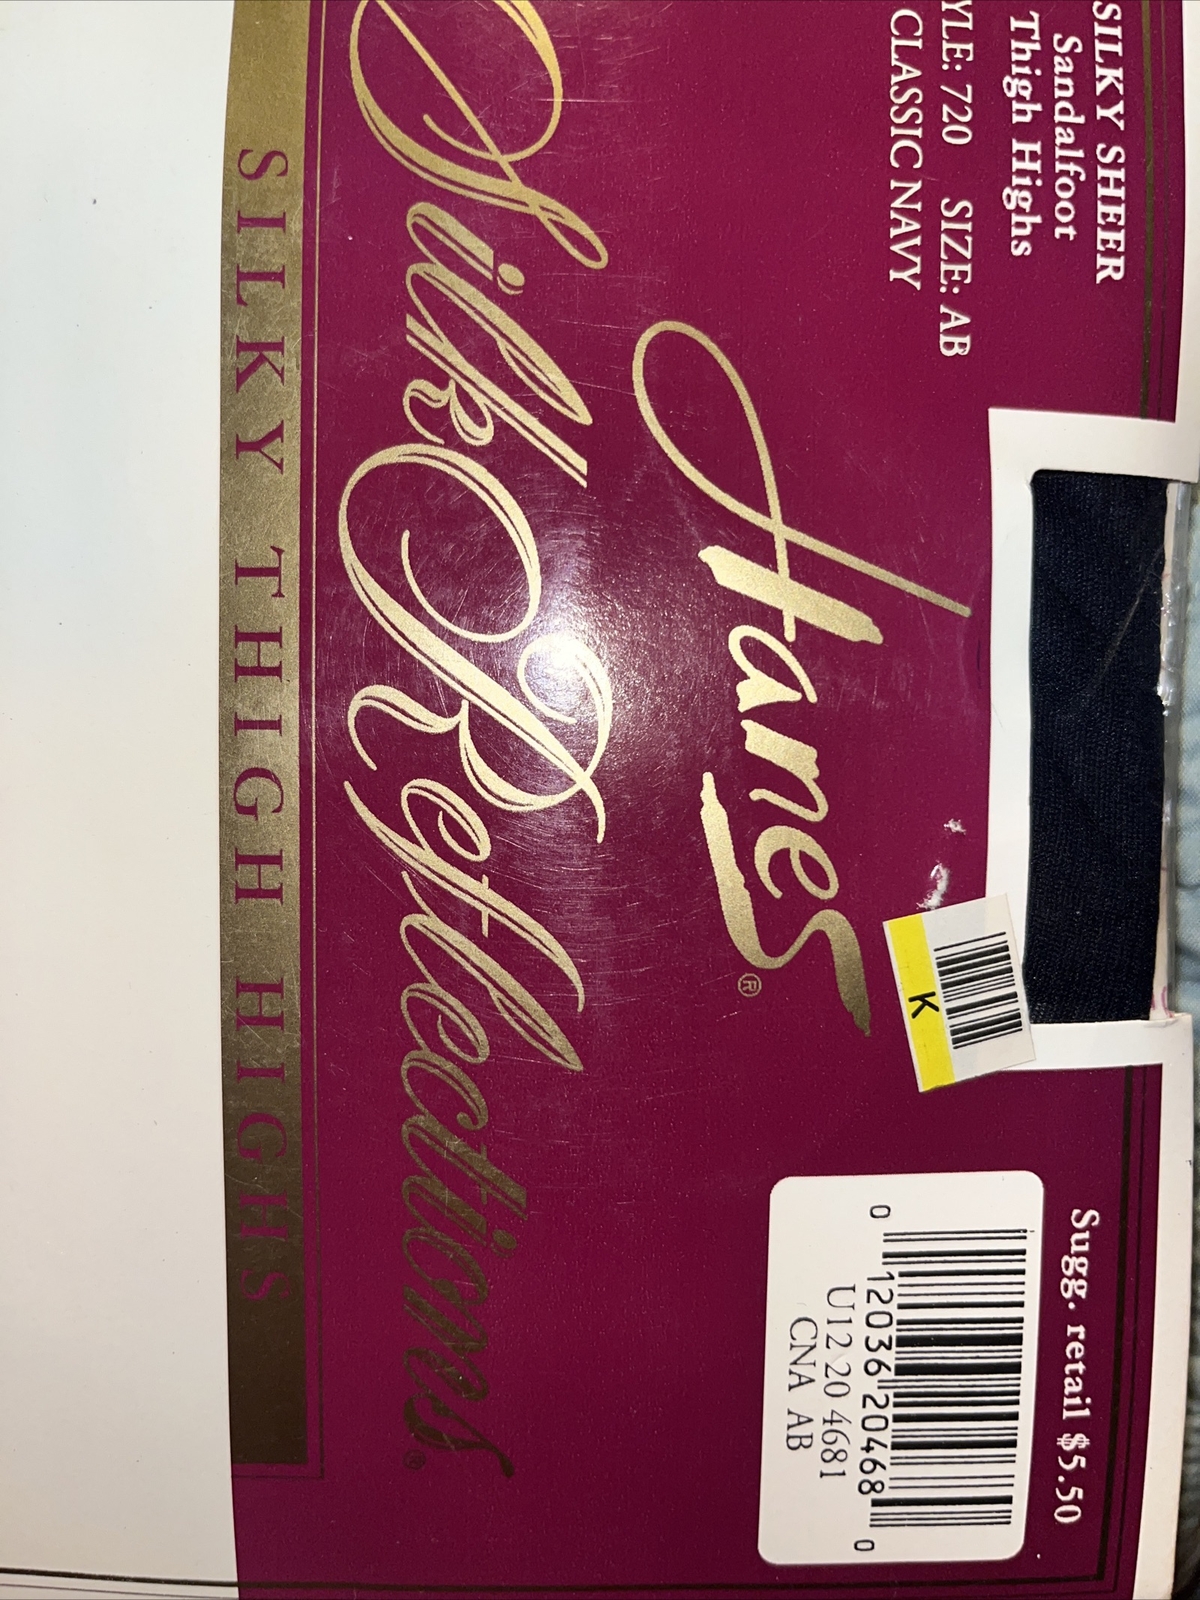 SILKY SHEER
Sandalfoot
Thigh Highs
YLE: 720 SIZE: AB
CLASSIC NAVY
Hanes®
Silk Reflections®
SILKY THIGH HIGHS
K
Sugg. retail $5.50
0 12036 20468 0
U12 20 4681
CNA AB